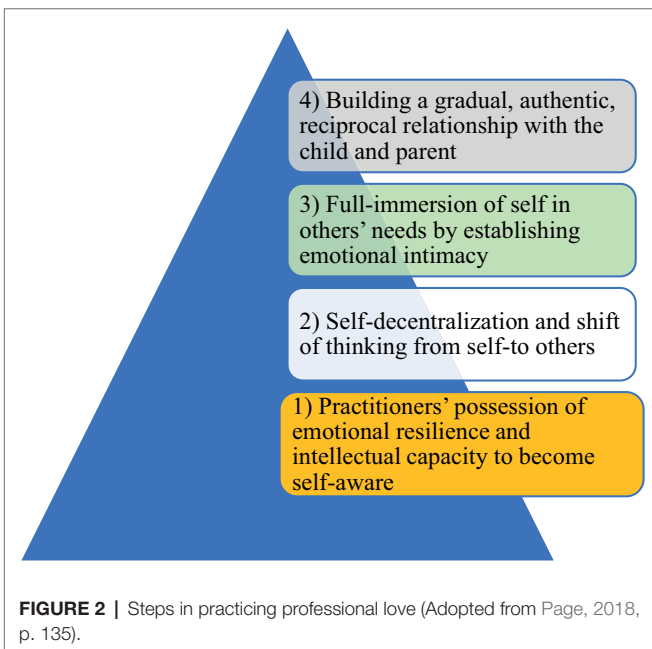 4) Building a gradual, authentic,
reciprocal relationship with the
child and parent
3) Full-immersion of self in
others’ needs by establishing
emotional intimacy
2) Self-decentralization and shift
of thinking from self-to others
1) Practitioners’ possession of
emotional resilience and
intellectual capacity to become
self-aware
FIGURE 2 | Steps in practicing professional love (Adopted from Page, 2018,
p. 135).